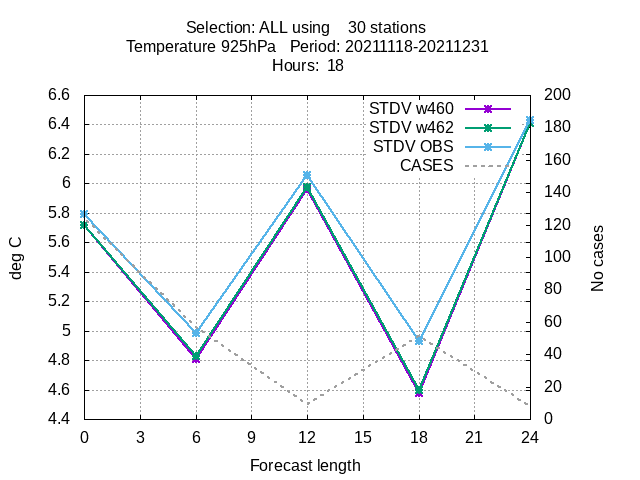 Selection: ALL using    30 stations
Temperature 925hPa   Period: 20211118-20211231
Hours:  18
STDV w460
STDV w462
STDV OBS
CASES
deg C
6.6
6.4
6.2
6
5.8
5.6
5.4
5.2
5
4.8
4.6
4.4
200
180
160
140
120
100
80
60
40
20
0
No cases
0 3 6 9 12 15 18 21 24
Forecast length